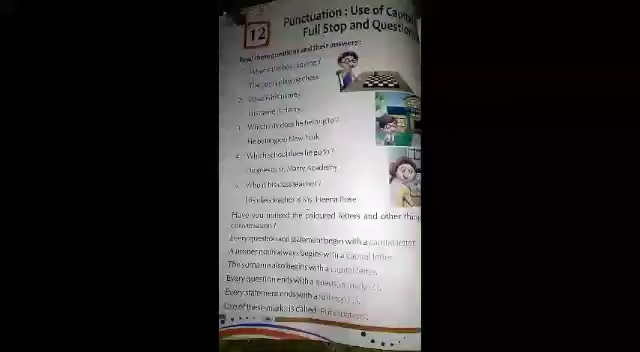 12
Punctuation : Use of Capital
Full Stop and Question
Read these questions and their answers :
What is the boy playing ?
The boy is playing chess.
2. What is his name
His name is Harry.
3. Which city does he belong to ?
He belongs to New York.
4. Which school does he go to ?
He goes to St. Marry Academy
5. Who is his class teacher ?
His class teacher is Ms. Heena Rose
Have you noticed the coloured letters and other thing
conversation ?
Every question and statement begin with a capital letter.
A proper noun always begins with a capital letter.
The surname also begins with a capital letter.
Every question ends with a question mark
Every statement ends with a full stop
Use of these marks is called 'Punctuation'.